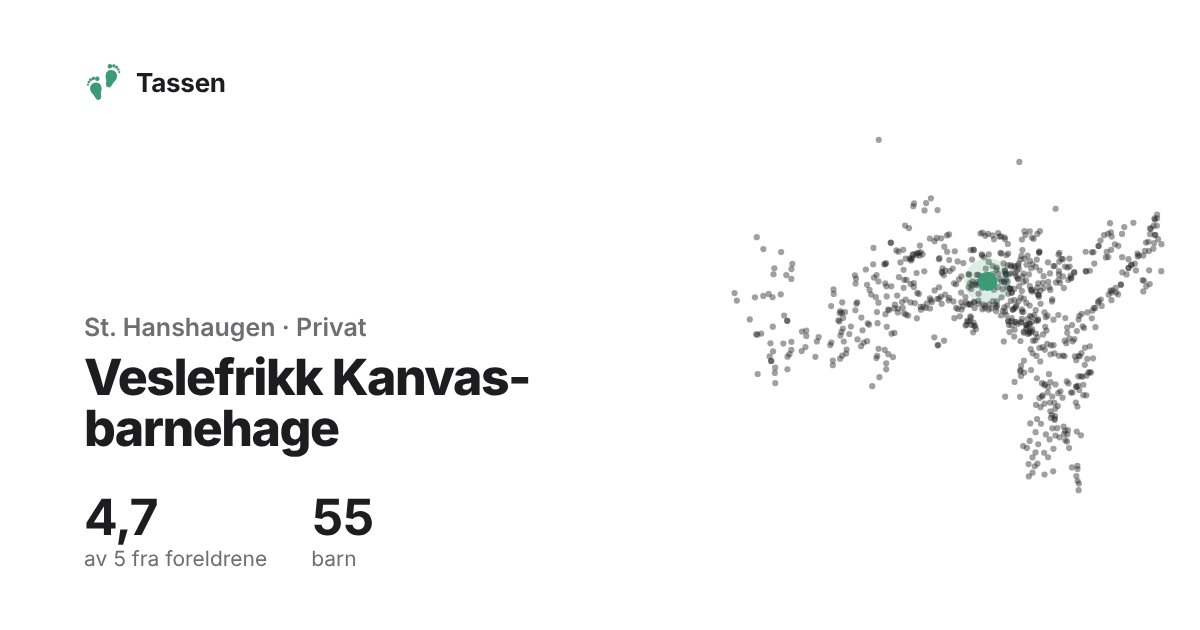 Tassen
St. Hanshaugen · Privat
Veslefrikk Kanvas-
barnehage
4,7
av 5 fra foreldrene
55
barn